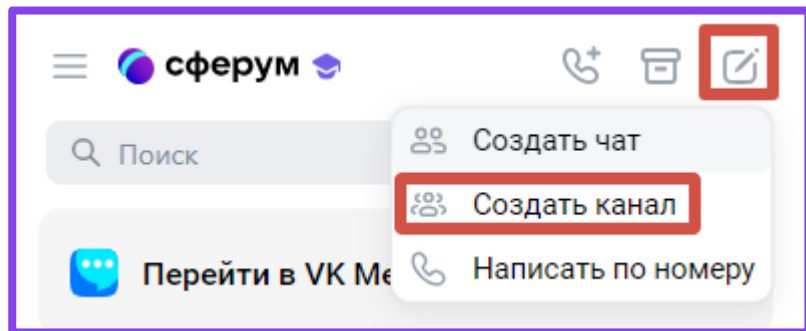 сферум
Поиск
Создать чат
Создать канал
Перейти в VK Me
Написать по номеру